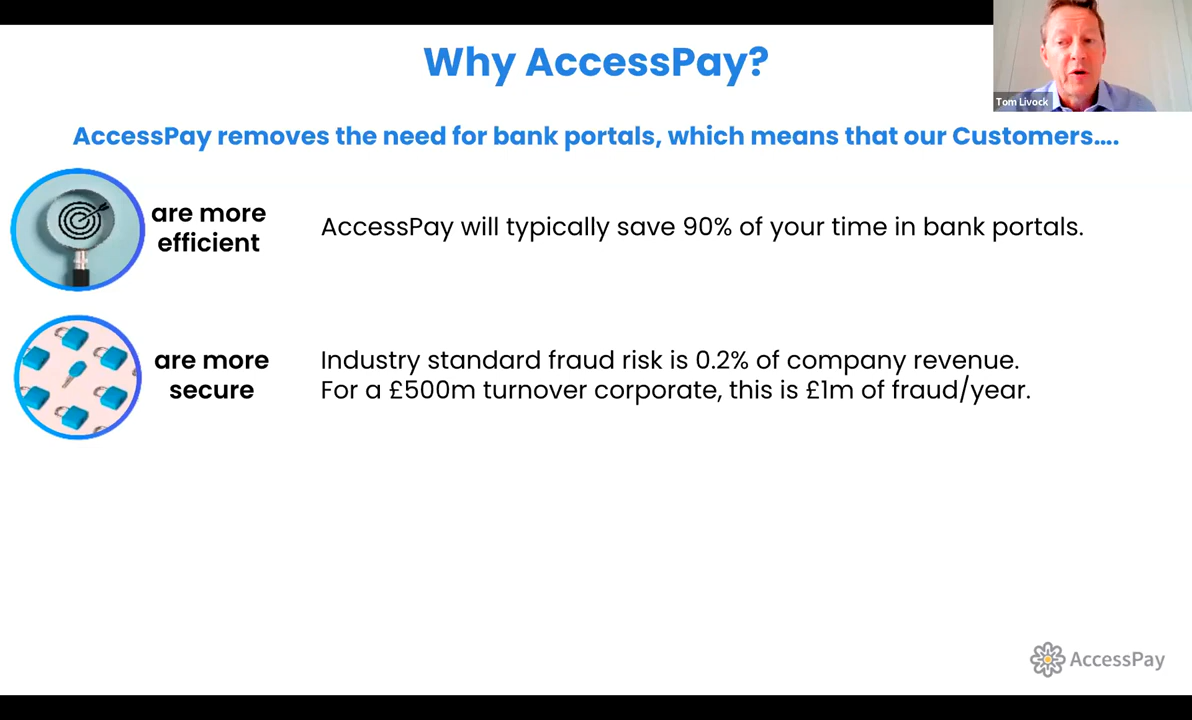 Why AccessPay?
Tom Livock
AccessPay removes the need for bank portals, which means that our Customers....
are more
efficient
AccessPay will typically save 90% of your time in bank portals.
are more
secure
Industry standard fraud risk is 0.2% of company revenue.
For a £500m turnover corporate, this is £1m of fraud/year.
AccessPay